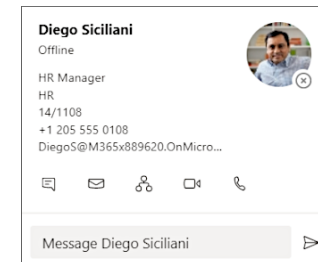 Diego Siciliani
Offline
HR Manager
HR
14/1108
+1 205 555 0108
DiegoS@M365x889620.OnMicro...
Message Diego Siciliani